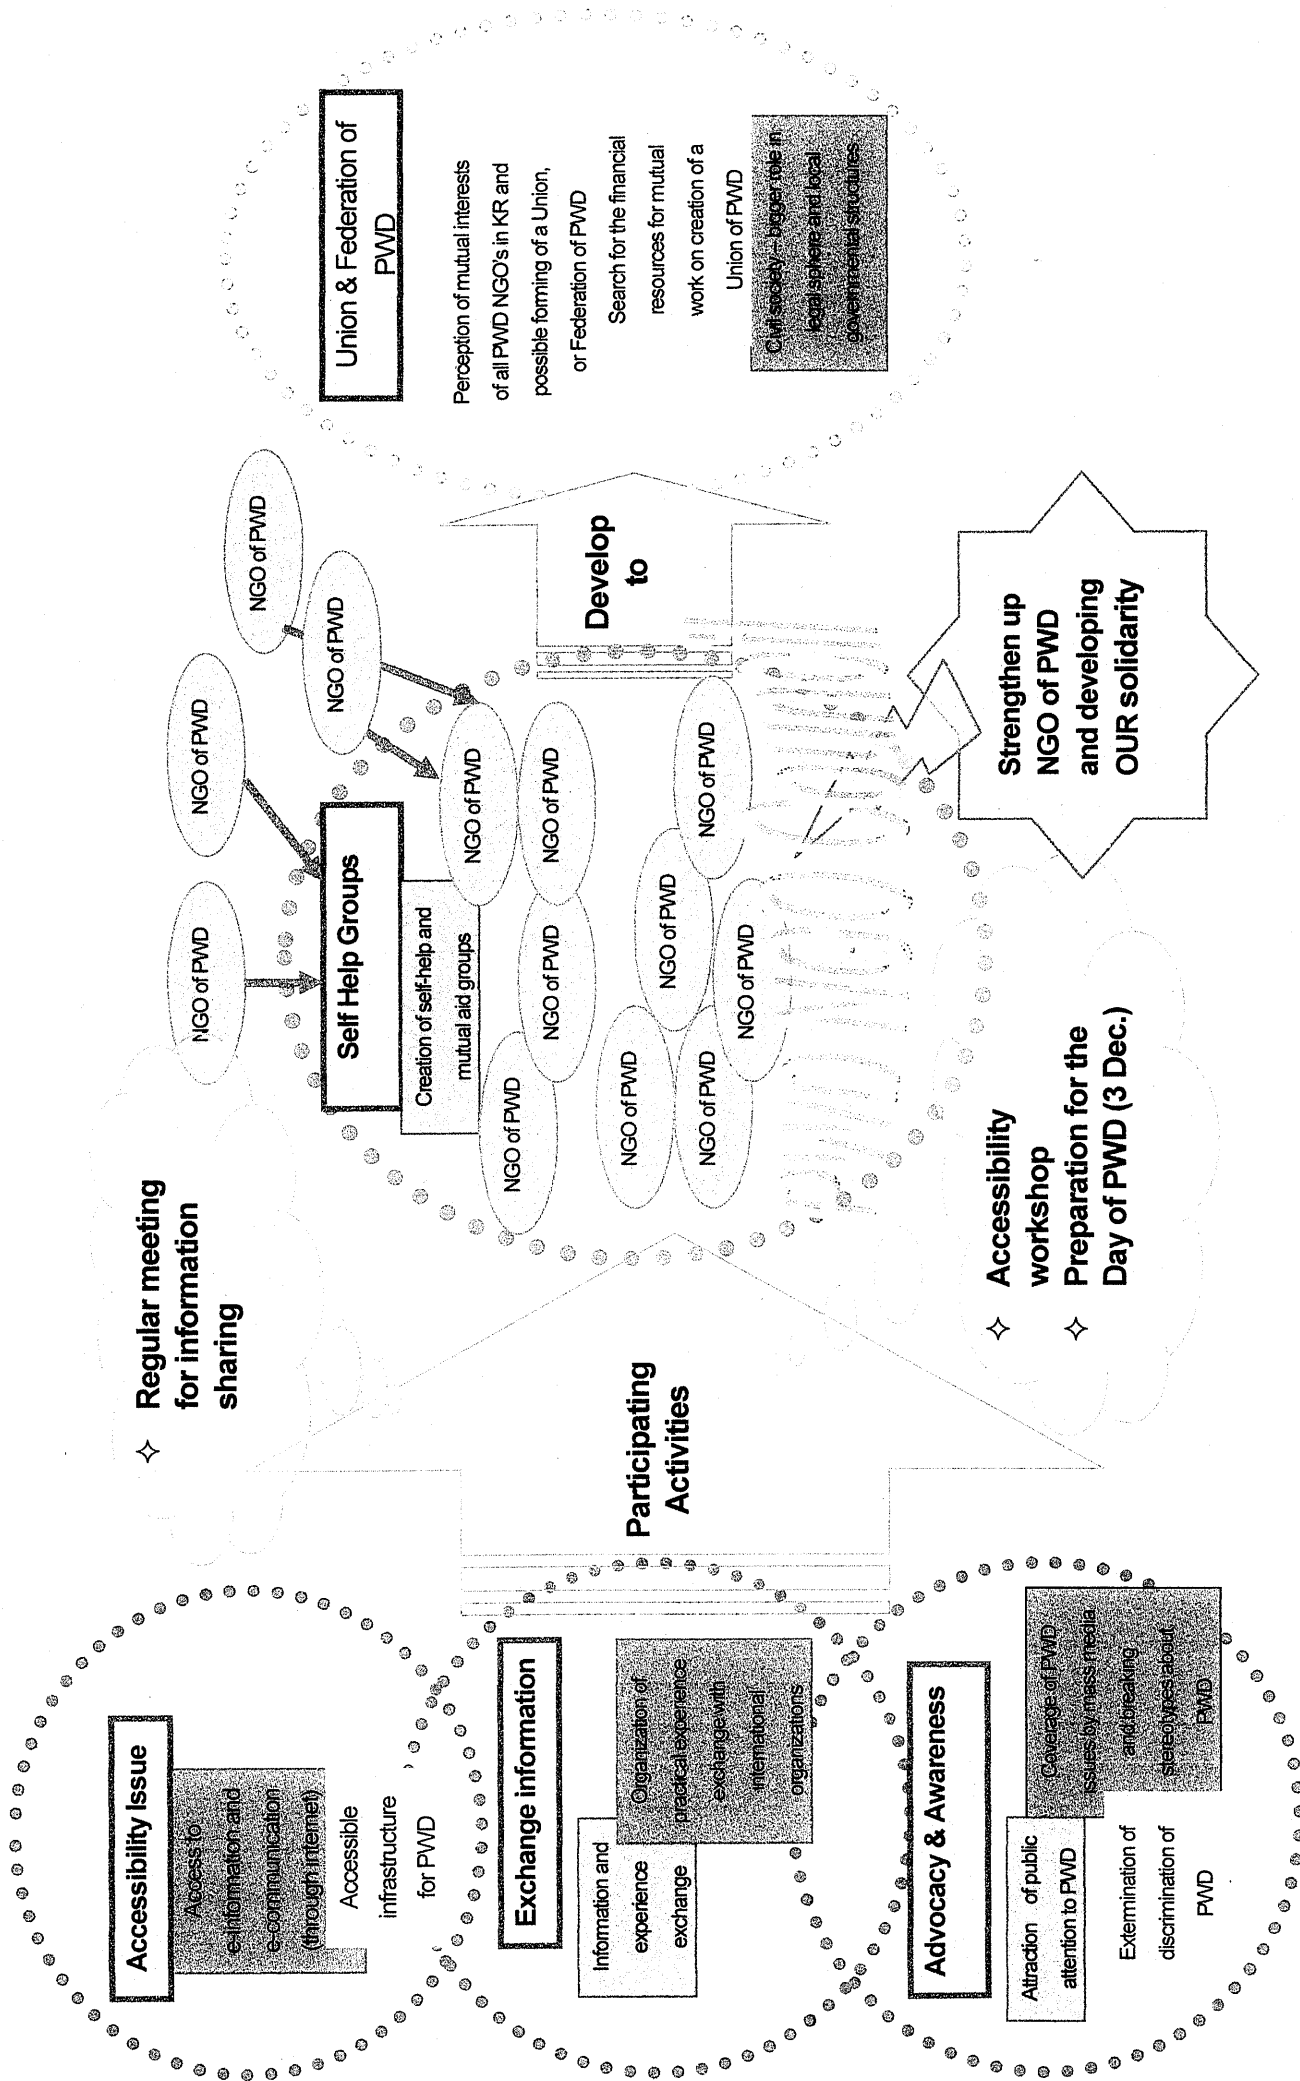 Accessibility Issue
Access to
e-information and
e-communication
(through internet)
Accessible
infrastructure
for PWD
Exchange information
Information and
experience
exchange
Organization of
practical experience
exchange with
international
organizations
Advocacy & Awareness
Attraction of public
attention to PWD
Coverage of PWD
issues by mass media
and breaking
stereotypes about
PWD
Extermination of
discrimination of
PWD
Participating
Activities
✧ Regular meeting
for information
sharing
✧ Accessibility
workshop
✧ Preparation for the
Day of PWD (3 Dec.)
NGO of PWD
NGO of PWD
NGO of PWD
NGO of PWD
Self Help Groups
Creation of self-help and
mutual aid groups
NGO of PWD
NGO of PWD
NGO of PWD
NGO of PWD
NGO of PWD
NGO of PWD
NGO of PWD
NGO of PWD
NGO of PWD
Strengthen up
NGO of PWD
and developing
OUR solidarity
Develop
to
Union & Federation of
PWD
Perception of mutual interests
of all PWD NGO's in KR and
possible forming of a Union,
or Federation of PWD
Search for the financial
resources for mutual
work on creation of a
Union of PWD
Civil society – bigger role in
legal sphere and local
governmental structures